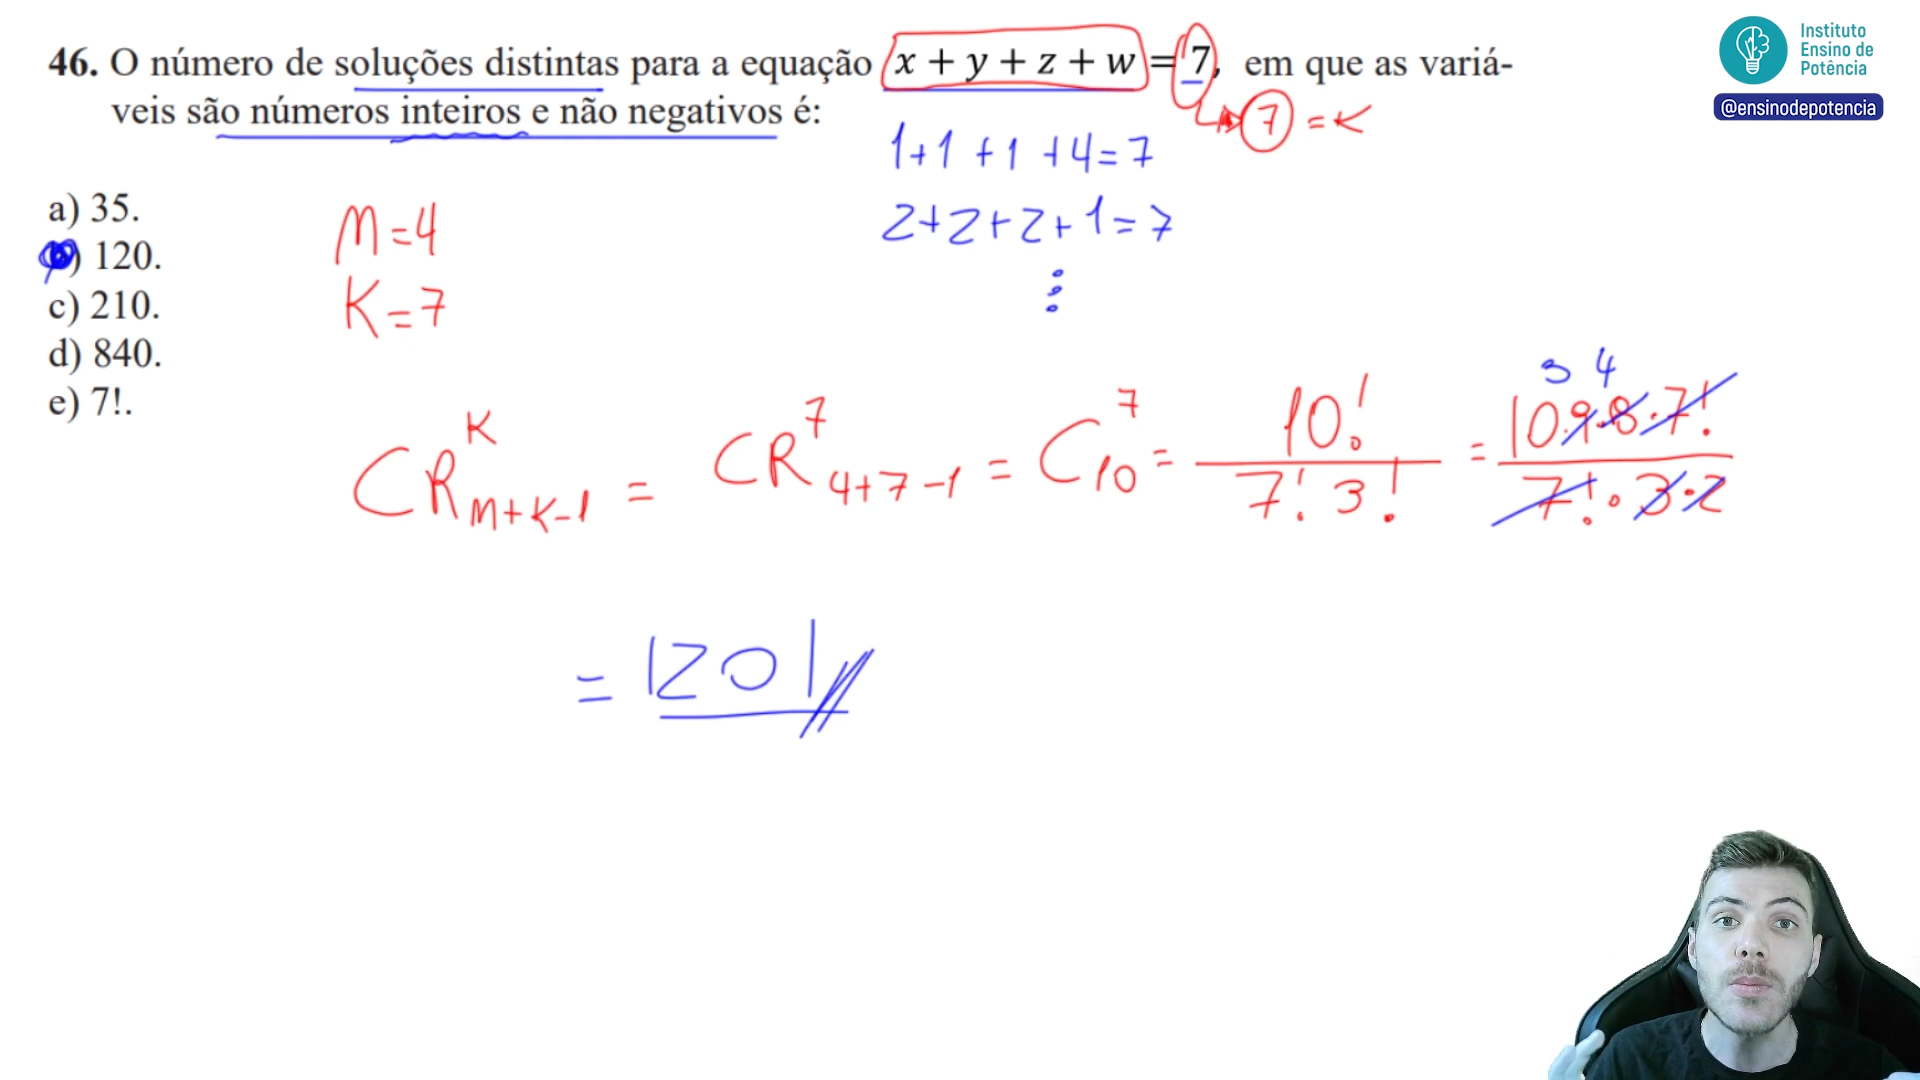 46. O número de soluções distintas para a equação x + y + z + w = 7, em que as variá-
veis são números inteiros e não negativos é:
7 = K
1+1+1+4=7
2+2+2+1=7
⋮
a) 35.
b) 120.
c) 210.
d) 840.
e) 7!.
M=4
K=7
3 4
CR^K_{M+K-1} = CR^7_{4+7-1} = C^7_{10} = 10!/(7! 3!) = (10·9·8·7!)/(7!·3·2)
= 120
Instituto
Ensino de
Potência
@ensinodepotencia